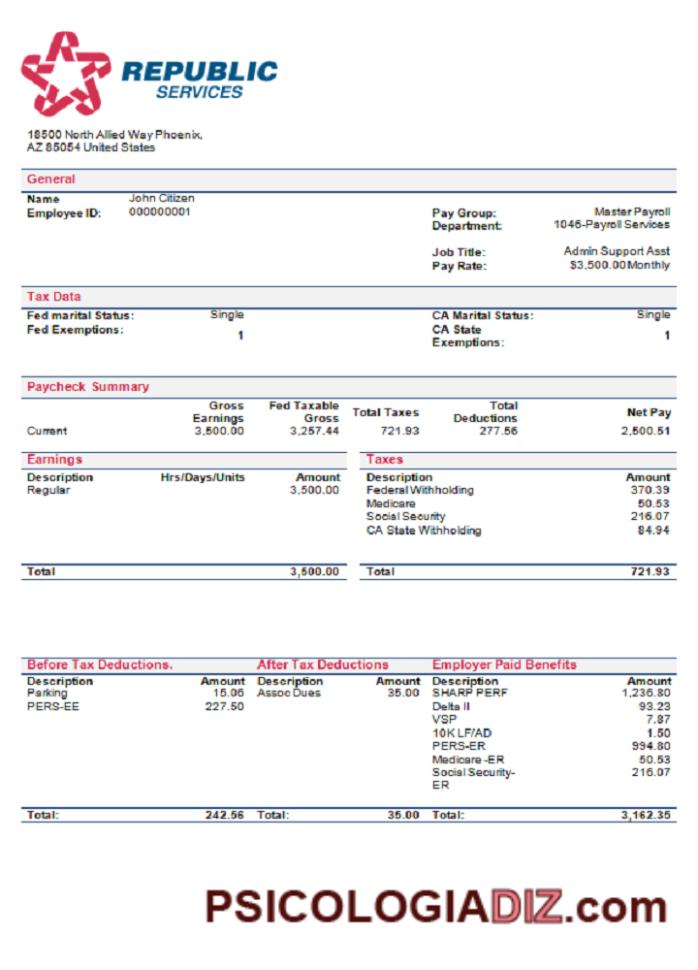 REPUBLIC
SERVICES
18500 North Allied Way Phoenix,
AZ 85054 United States
General
Name John Citizen
Employee ID: 000000001
Pay Group: Master Payroll
Department: 1046-Payroll Services
Job Title: Admin Support Asst
Pay Rate: $3,500.00Monthly
Tax Data
Fed marital Status: Single CA Marital Status: Single
Fed Exemptions: 1 CA State Exemptions: 1
Paycheck Summary
Gross Earnings Fed Taxable Gross Total Taxes Total Deductions Net Pay
Current 3,500.00 3,257.44 721.93 277.56 2,500.51
Earnings
Description Hrs/Days/Units Amount
Regular 3,500.00
Total 3,500.00
Taxes
Description Amount
Federal Withholding 370.39
Medicare 50.53
Social Security 216.07
CA State Withholding 84.94
Total 721.93
Before Tax Deductions.
Description Amount
Parking 15.06
PERS-EE 227.50
Total: 242.56
After Tax Deductions
Description Amount
Assoc Dues 35.00
Total: 35.00
Employer Paid Benefits
Description Amount
SHARP PERF 1,236.80
Delta II 93.23
VSP 7.87
10K LF/AD 1.50
PERS-ER 994.80
Medicare -ER 50.53
Social Security- 216.07
ER
Total: 3,162.35
PSICOLOGIADIZ.com